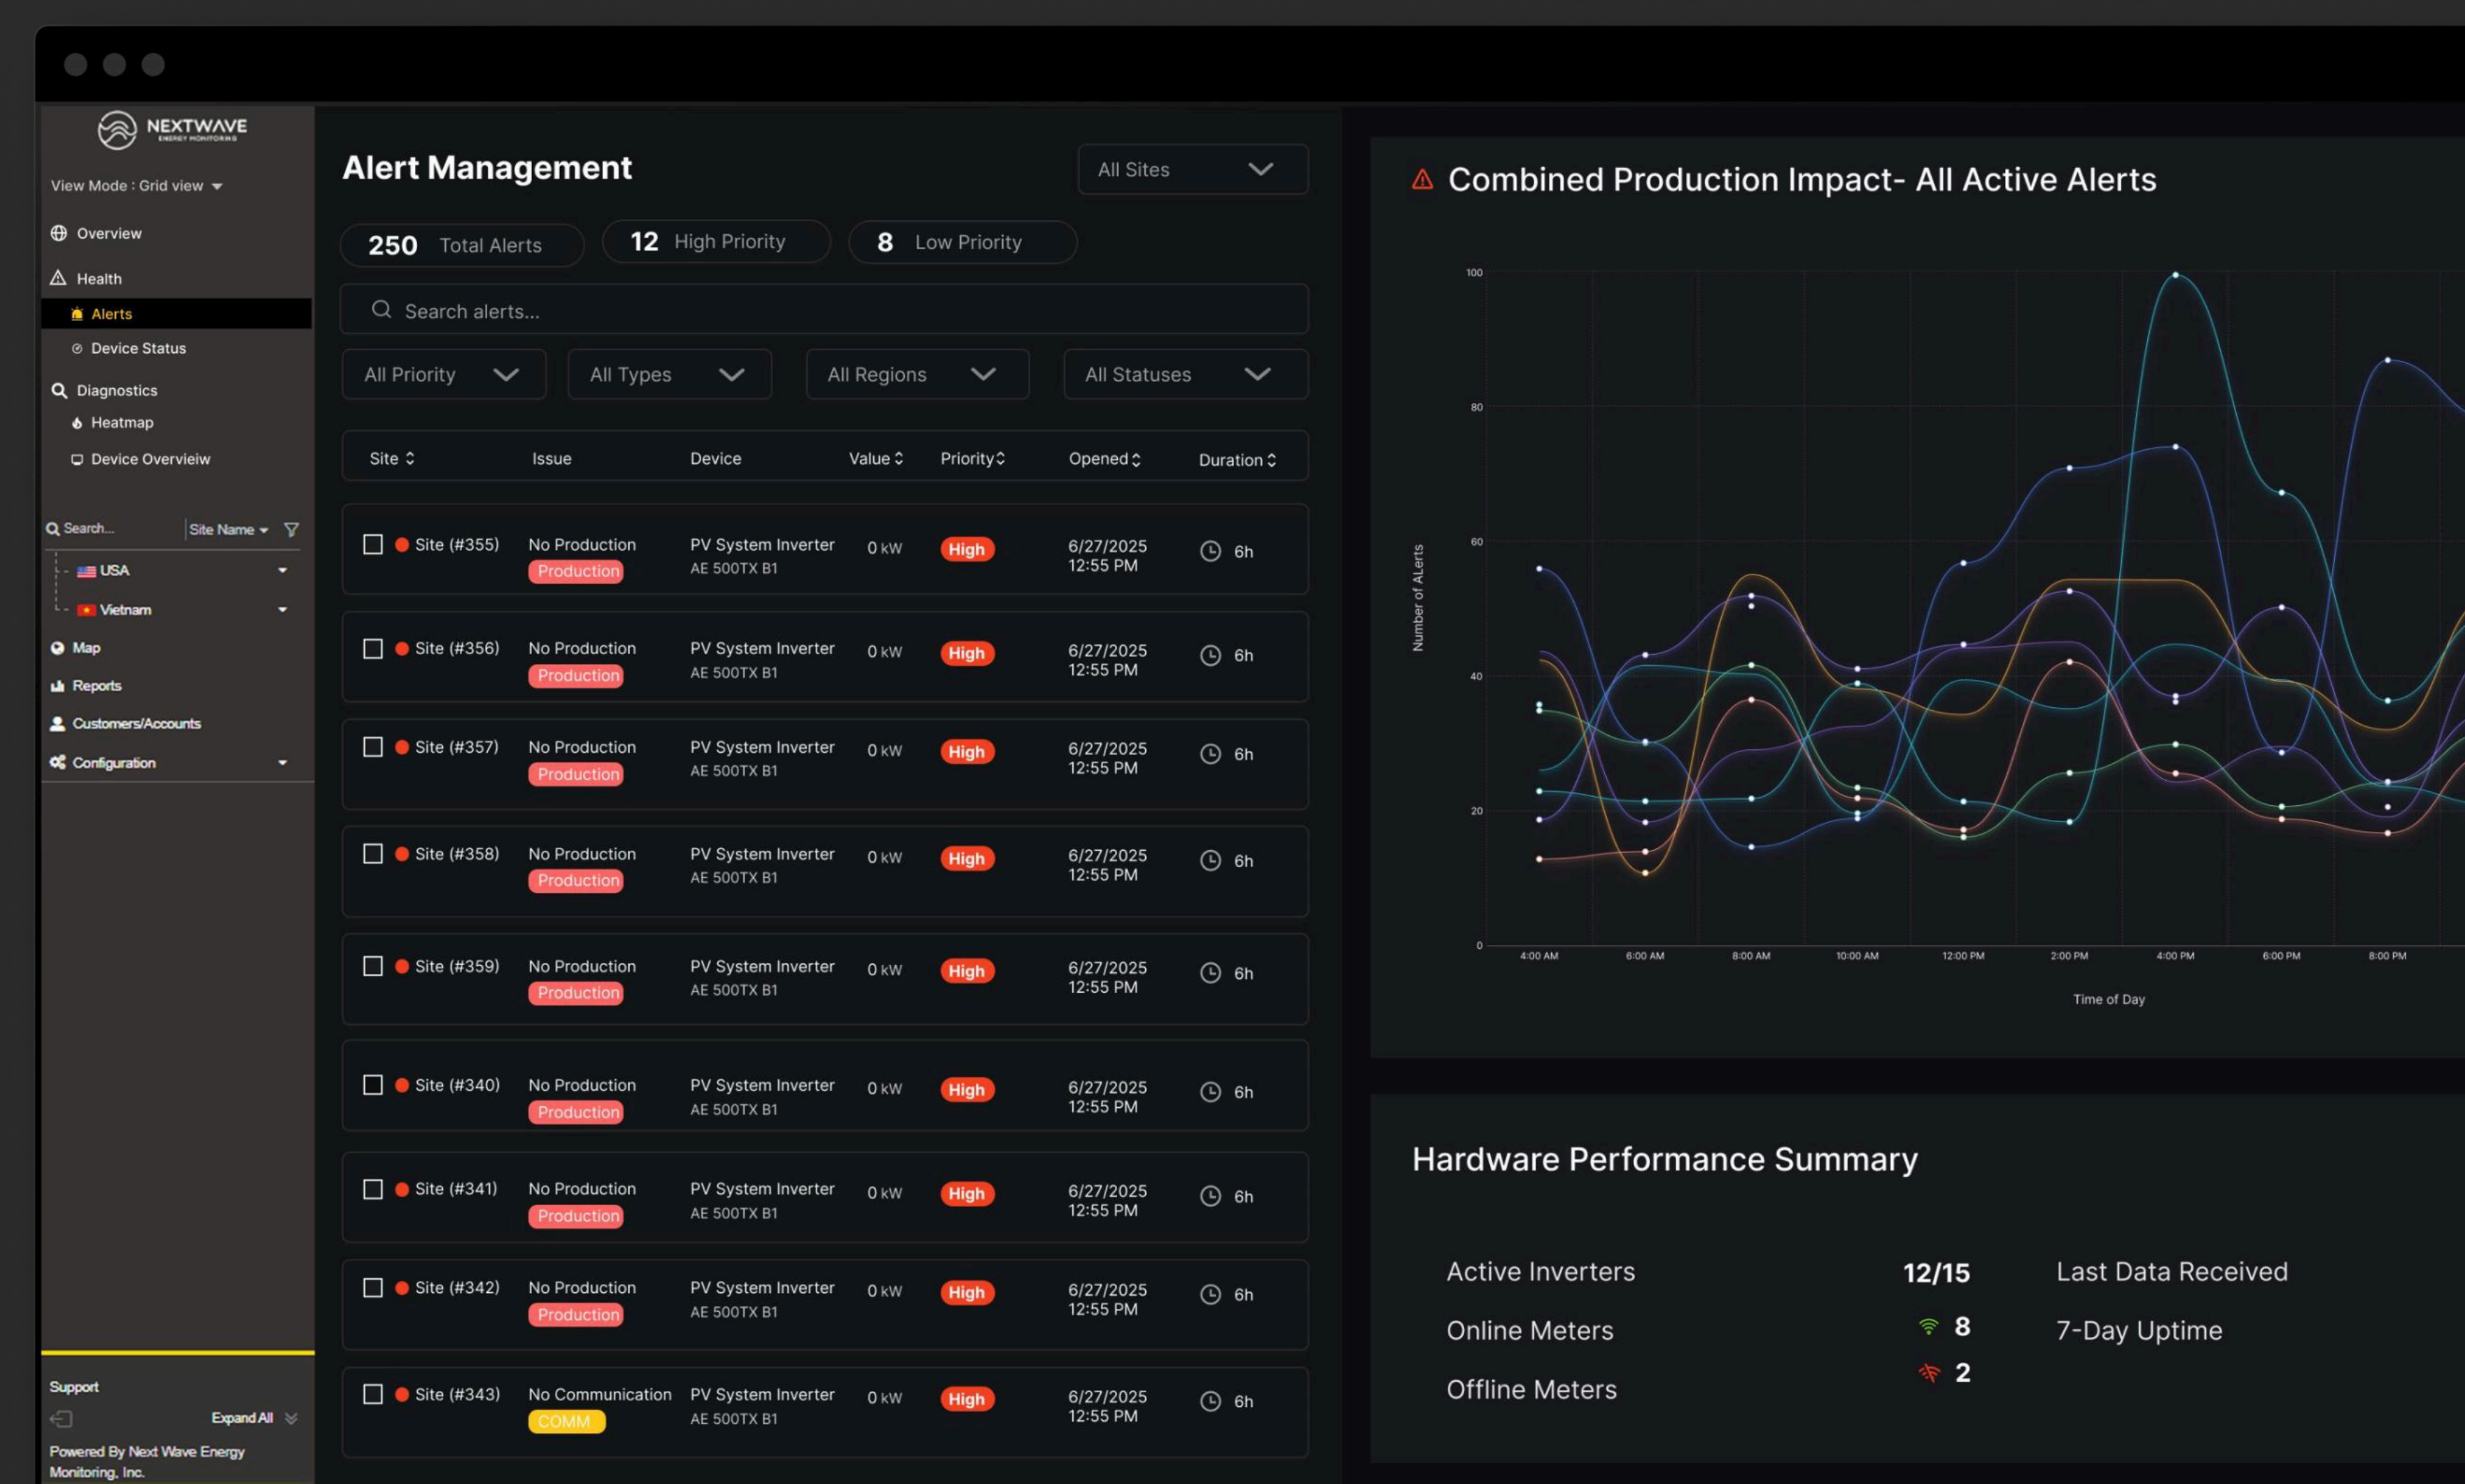 NEXTWAVE
ENERGY MONITORING
View Mode : Grid view
Overview
Health
Alerts
Device Status
Diagnostics
Heatmap
Device Overvieiw
Search...
Site Name
USA
Vietnam
Map
Reports
Customers/Accounts
Configuration
Support
Expand All
Powered By Next Wave Energy
Monitoring, Inc.
Alert Management
All Sites
250 Total Alerts
12 High Priority
8 Low Priority
Search alerts...
All Priority
All Types
All Regions
All Statuses
Site Issue Device Value Priority Opened Duration
Site (#355) No Production PV System Inverter 0 kW High 6/27/2025 6h
Production AE 500TX B1 12:55 PM
Site (#356) No Production PV System Inverter 0 kW High 6/27/2025 6h
Production AE 500TX B1 12:55 PM
Site (#357) No Production PV System Inverter 0 kW High 6/27/2025 6h
Production AE 500TX B1 12:55 PM
Site (#358) No Production PV System Inverter 0 kW High 6/27/2025 6h
Production AE 500TX B1 12:55 PM
Site (#359) No Production PV System Inverter 0 kW High 6/27/2025 6h
Production AE 500TX B1 12:55 PM
Site (#340) No Production PV System Inverter 0 kW High 6/27/2025 6h
Production AE 500TX B1 12:55 PM
Site (#341) No Production PV System Inverter 0 kW High 6/27/2025 6h
Production AE 500TX B1 12:55 PM
Site (#342) No Production PV System Inverter 0 kW High 6/27/2025 6h
Production AE 500TX B1 12:55 PM
Site (#343) No Communication PV System Inverter 0 kW High 6/27/2025 6h
COMM AE 500TX B1 12:55 PM
Combined Production Impact- All Active Alerts
Number of ALerts
100
80
60
40
20
0
4:00 AM 6:00 AM 8:00 AM 10:00 AM 12:00 PM 2:00 PM 4:00 PM 6:00 PM 8:00 PM
Time of Day
Hardware Performance Summary
Active Inverters 12/15 Last Data Received
Online Meters 8 7-Day Uptime
Offline Meters 2